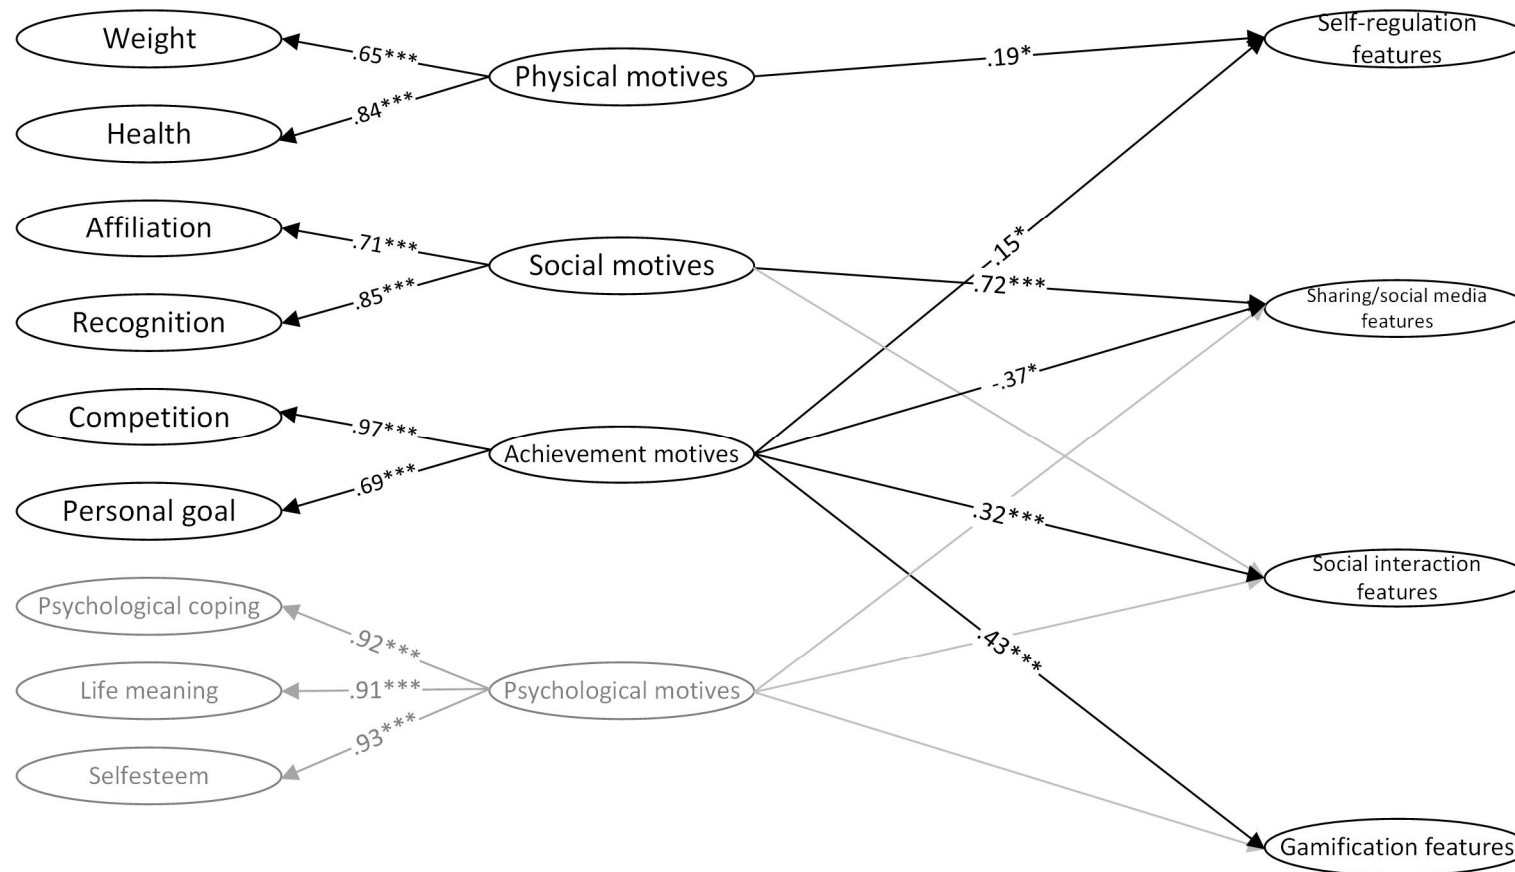 Weight
Health
Affiliation
Recognition
Competition
Personal goal
Psychological coping
Life meaning
Selfesteem
.65***
.84***
.71***
.85***
.97***
.69***
.92***
.91***
.93***
Physical motives
Social motives
Achievement motives
Psychological motives
.19*
-.15*
.72***
-.37*
.32***
.43***
Self-regulation
features
Sharing/social media
features
Social interaction
features
Gamification features